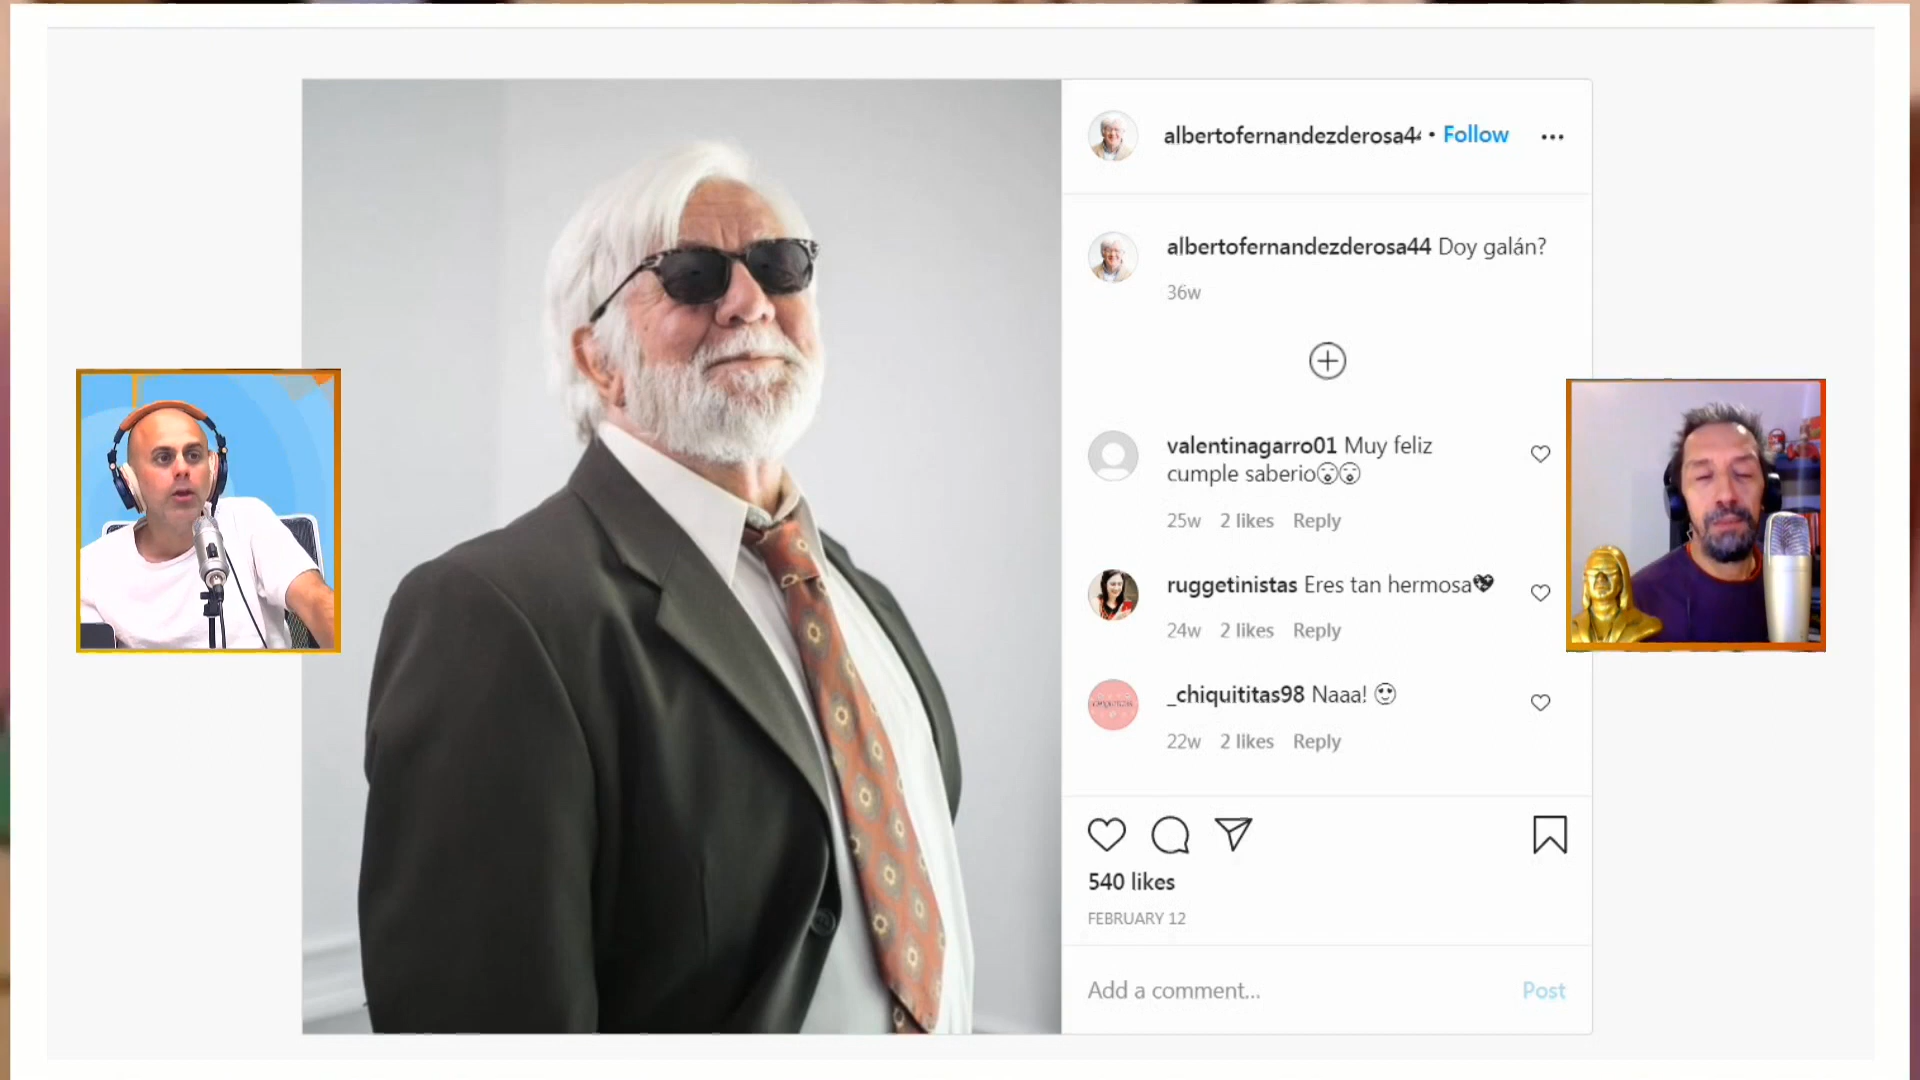 albertofernandezderosa44 • Follow
albertofernandezderosa44 Doy galán?
36w
valentinagarro01 Muy feliz
cumple saberio😮😮
25w 2 likes Reply
ruggetinistas Eres tan hermosa💖
24w 2 likes Reply
_chiquititas98 Naaa! 😍
22w 2 likes Reply
540 likes
FEBRUARY 12
Add a comment... Post